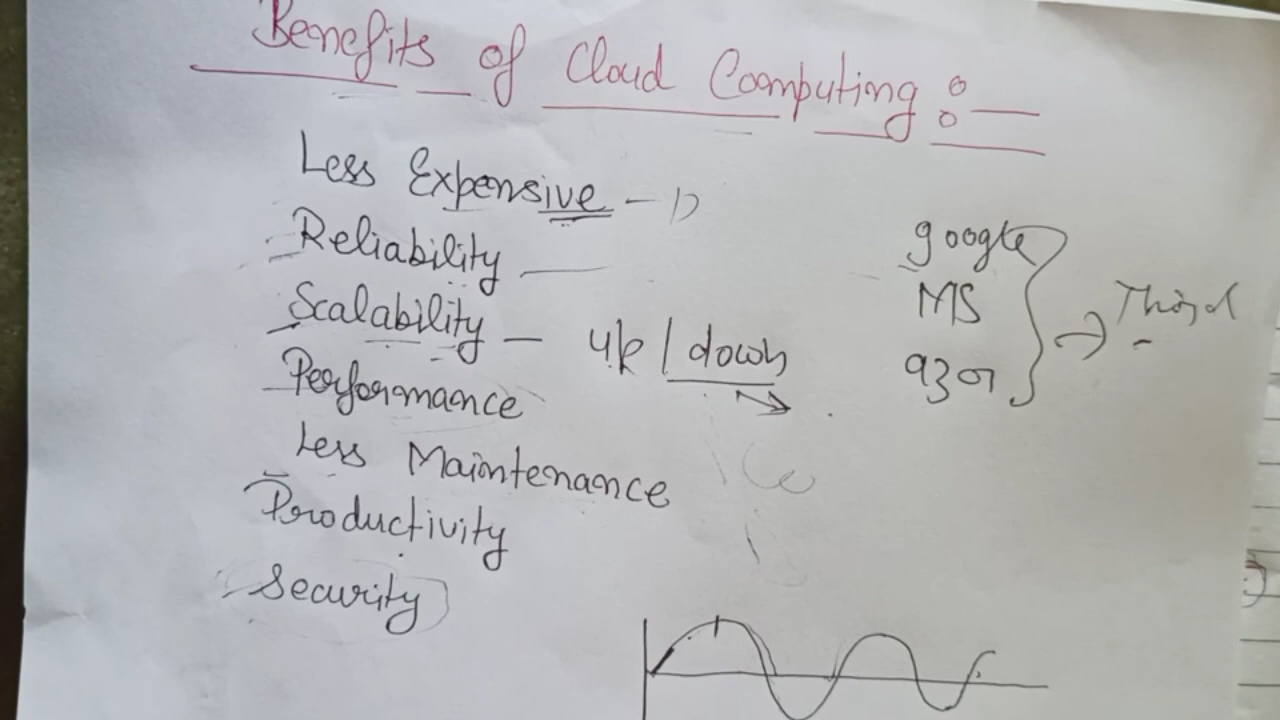 Benefits of Cloud Computing :-
Less Expensive -
Reliability -
Scalability - up / down
Performance
Less Maintenance
Productivity
Security
google
MS